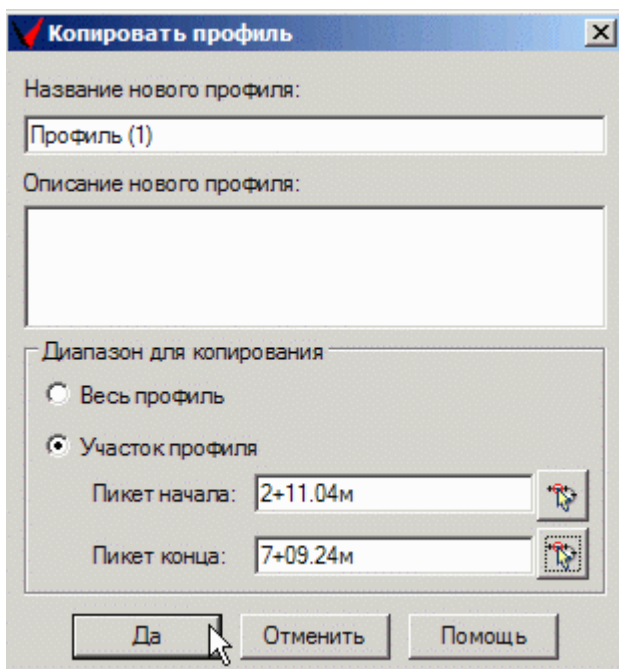 Копировать профиль
Название нового профиля:
Профиль (1)
Описание нового профиля:
Диапазон для копирования
Весь профиль
Участок профиля
Пикет начала: 2+11.04м
Пикет конца: 7+09.24м
Да Отменить Помощь